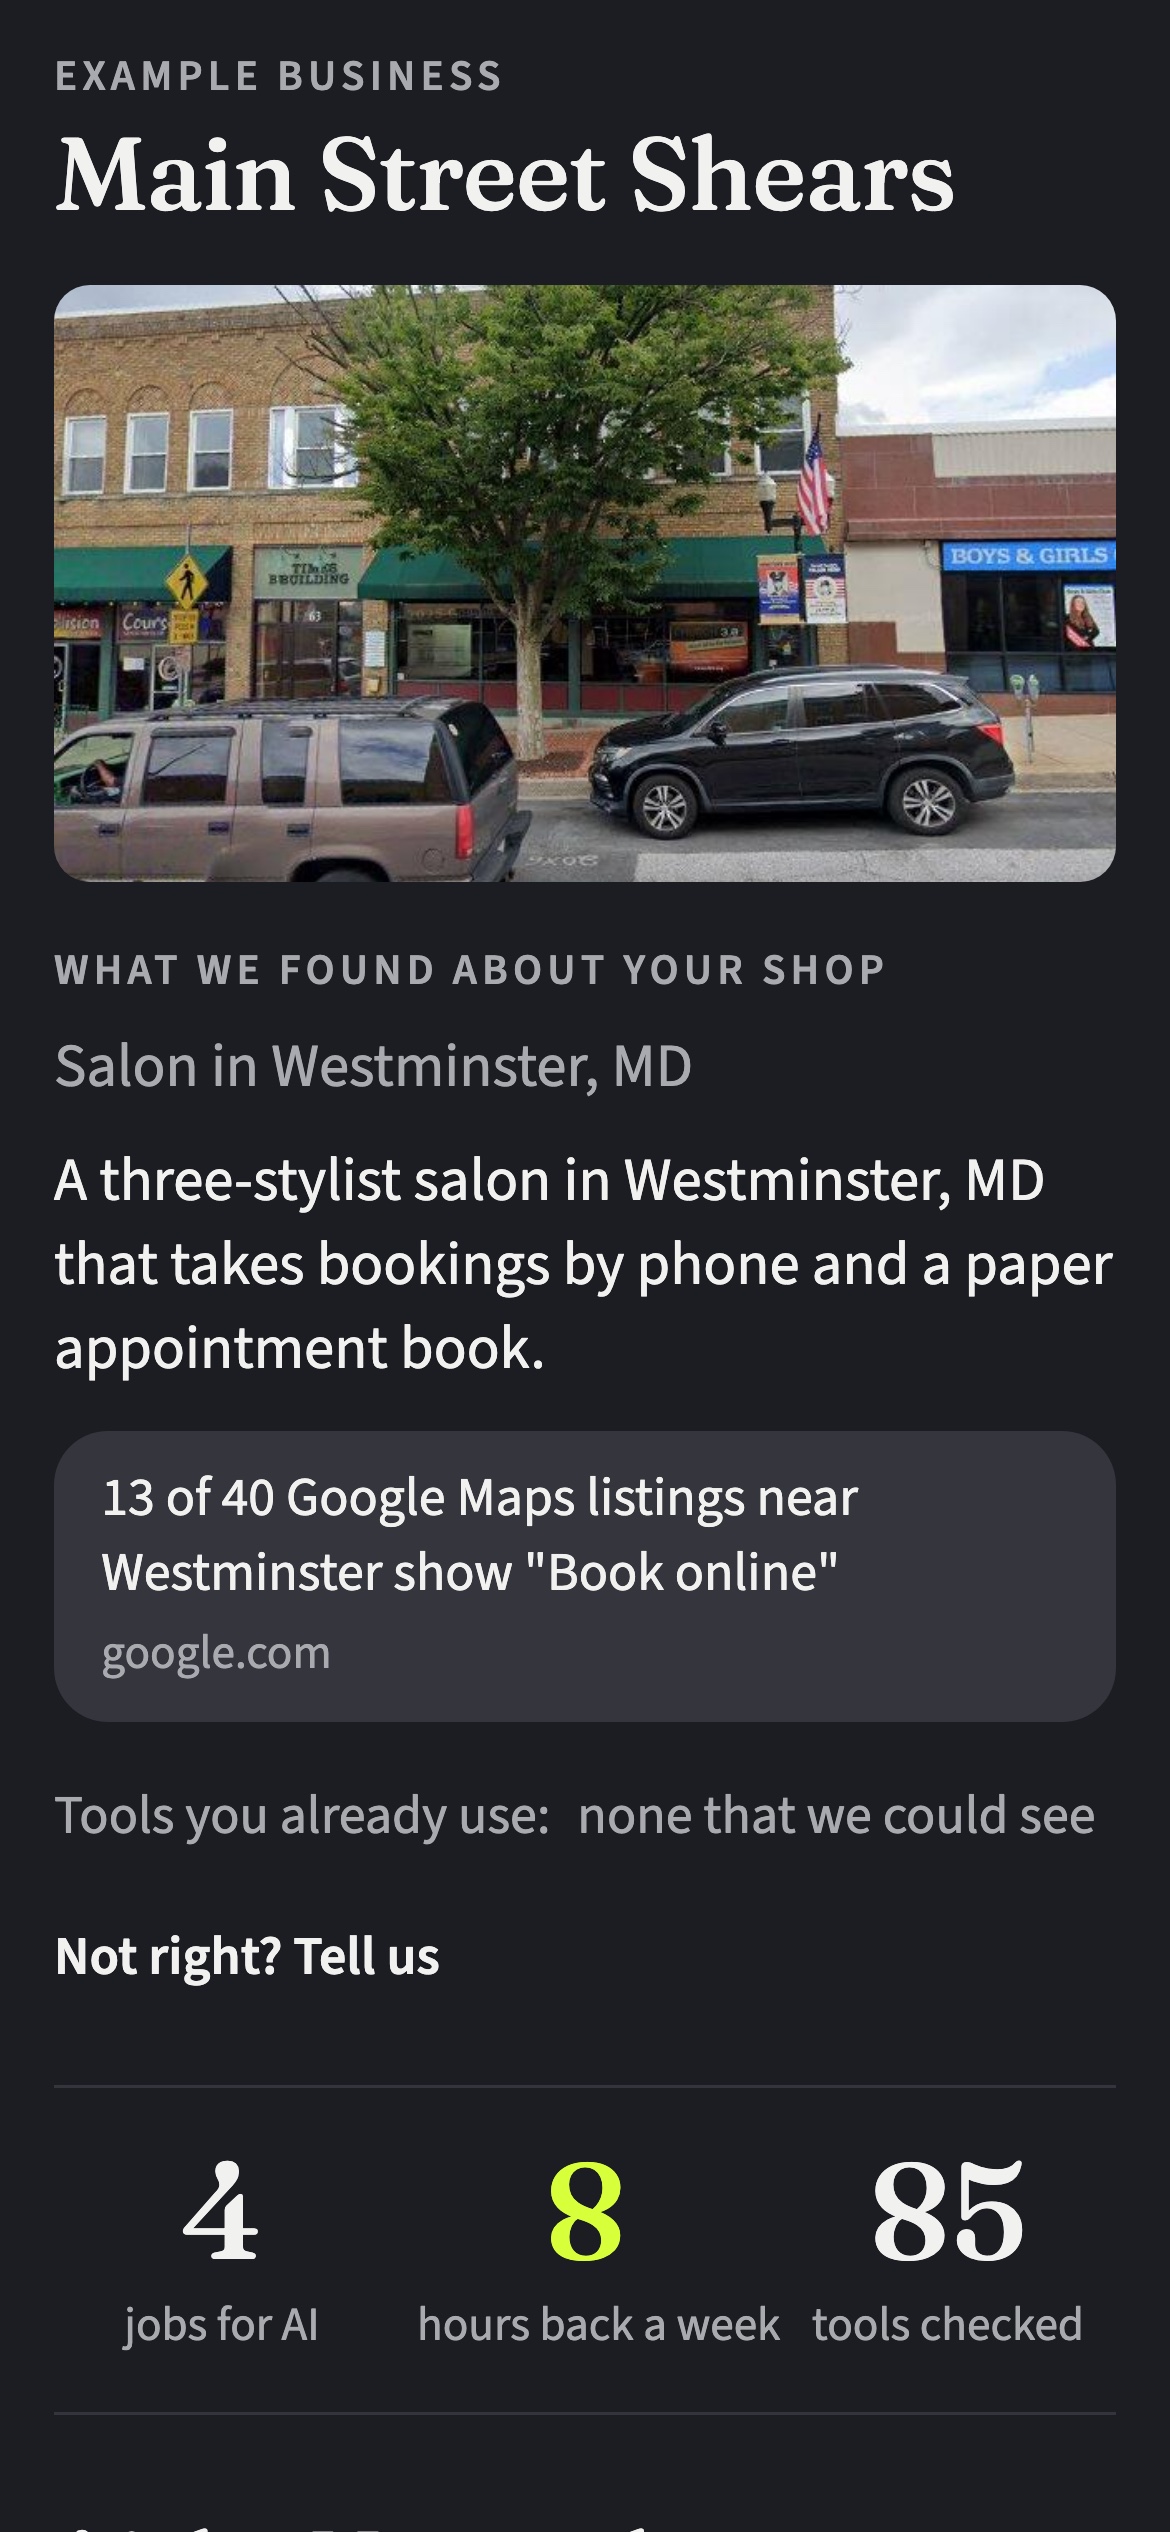 EXAMPLE BUSINESS
Main Street Shears
TIMES
BUILDING
63
BOYS & GIRLS
WHAT WE FOUND ABOUT YOUR SHOP
Salon in Westminster, MD
A three-stylist salon in Westminster, MD
that takes bookings by phone and a paper
appointment book.
13 of 40 Google Maps listings near
Westminster show "Book online"
google.com
Tools you already use: none that we could see
Not right? Tell us
4
jobs for AI
8
hours back a week
85
tools checked